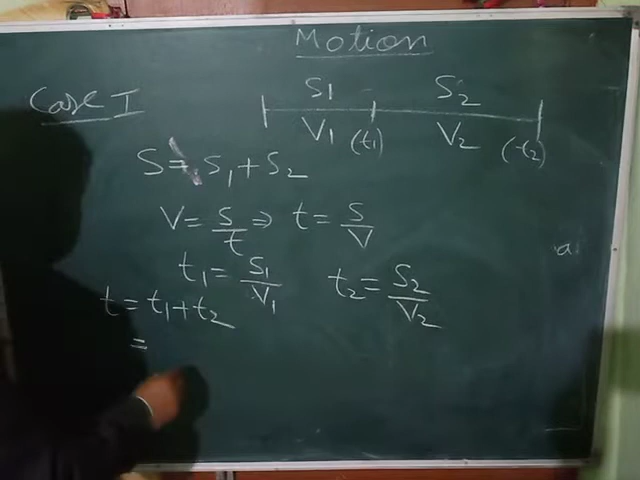 Motion
Case I
S1 S2
V1 (t1) V2 (t2)
S = S1 + S2
V = S/t ⇒ t = S/V
t1 = S1/V1 t2 = S2/V2
t = t1 + t2
=
a